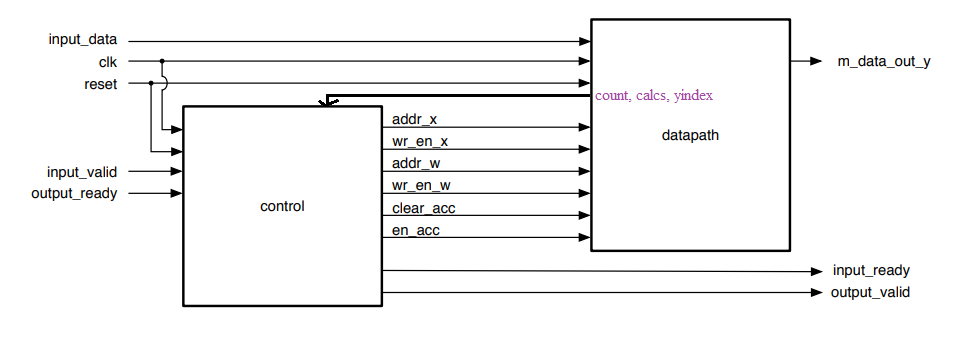 input_data
clk
reset
m_data_out_y
count, calcs, yindex
datapath
addr_x
wr_en_x
addr_w
wr_en_w
clear_acc
en_acc
input_valid
output_ready
control
input_ready
output_valid